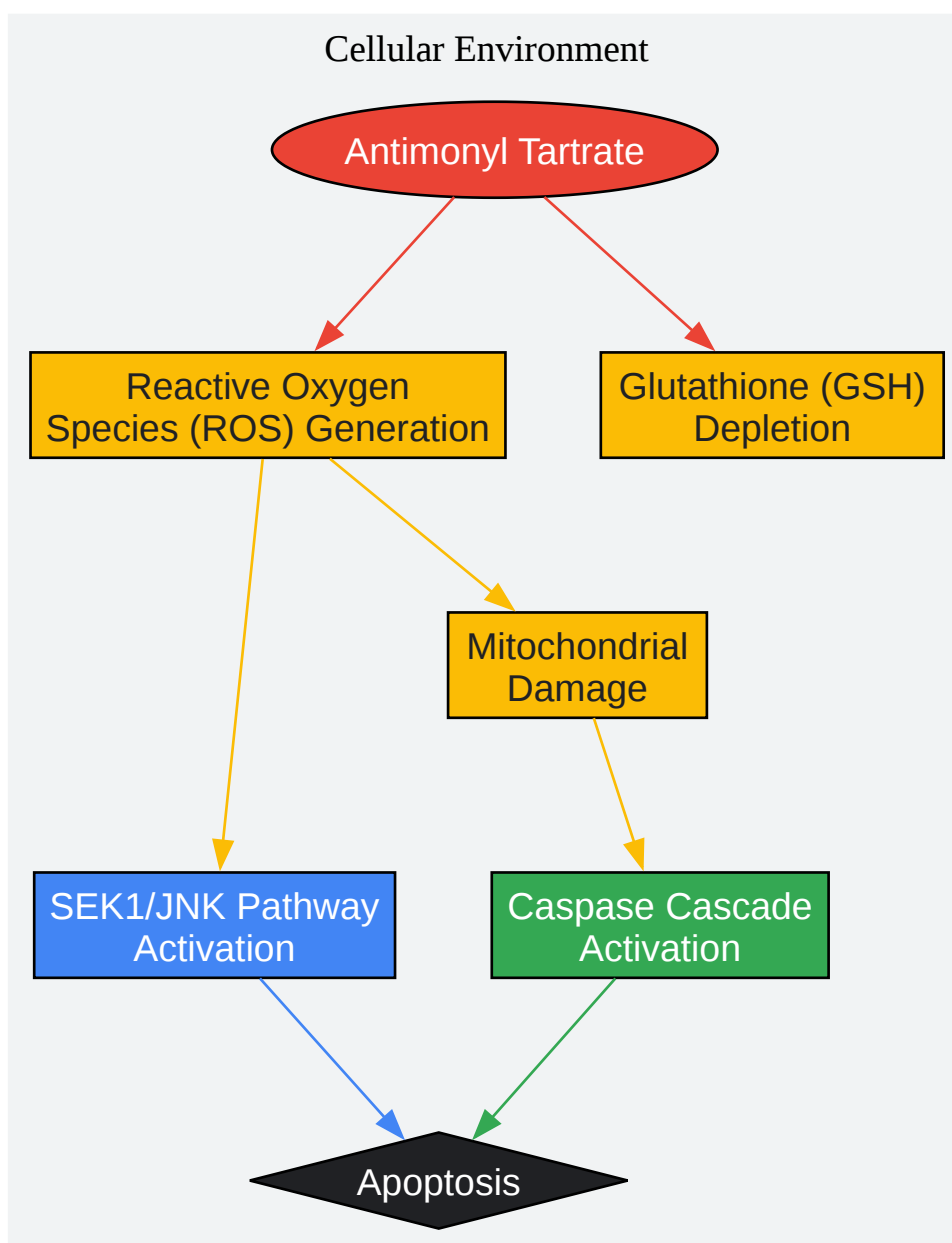 Cellular Environment
Antimonyl Tartrate
Reactive Oxygen
Species (ROS) Generation
Glutathione (GSH)
Depletion
Mitochondrial
Damage
SEK1/JNK Pathway
Activation
Caspase Cascade
Activation
Apoptosis